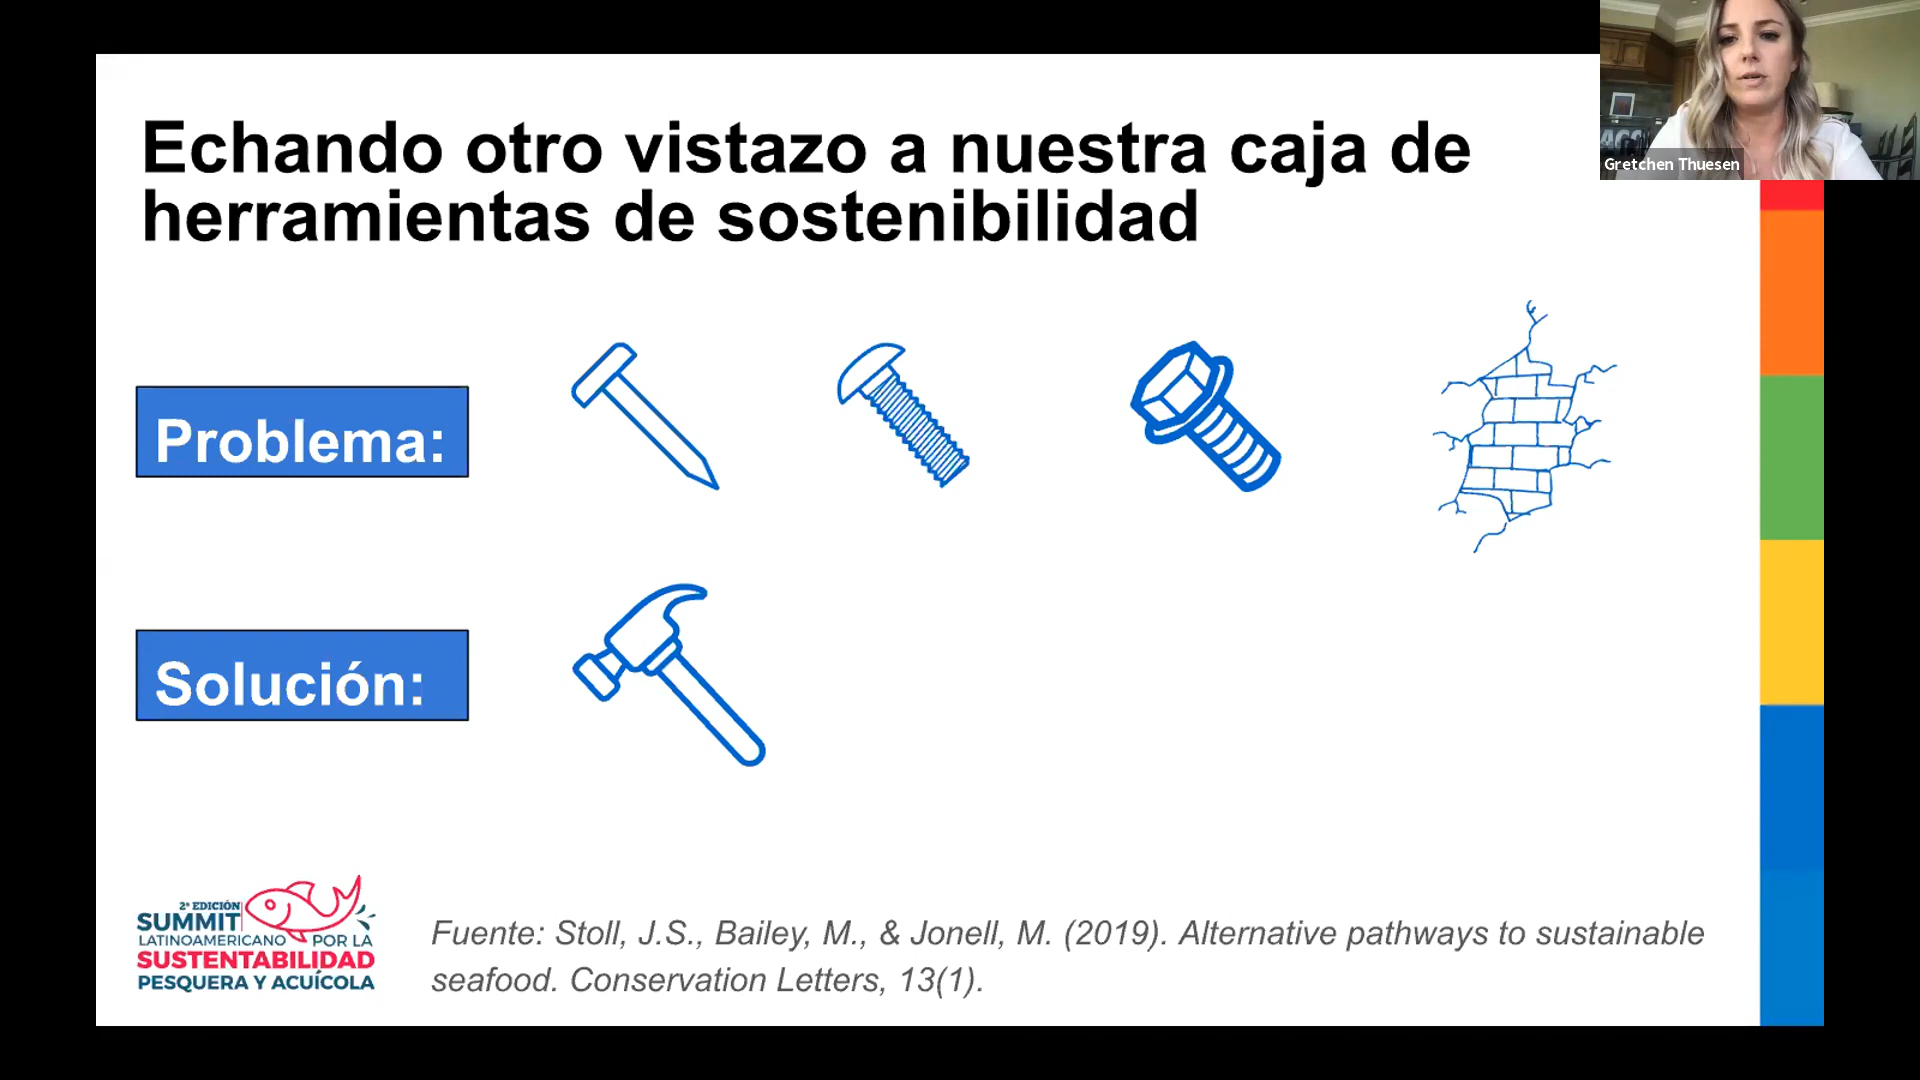 Echando otro vistazo a nuestra caja de
herramientas de sostenibilidad
Gretchen Thuesen
Problema:
Solución:
2ª EDICIÓN
SUMMIT
LATINOAMERICANO POR LA
SUSTENTABILIDAD
PESQUERA Y ACUÍCOLA
Fuente: Stoll, J.S., Bailey, M., & Jonell, M. (2019). Alternative pathways to sustainable
seafood. Conservation Letters, 13(1).